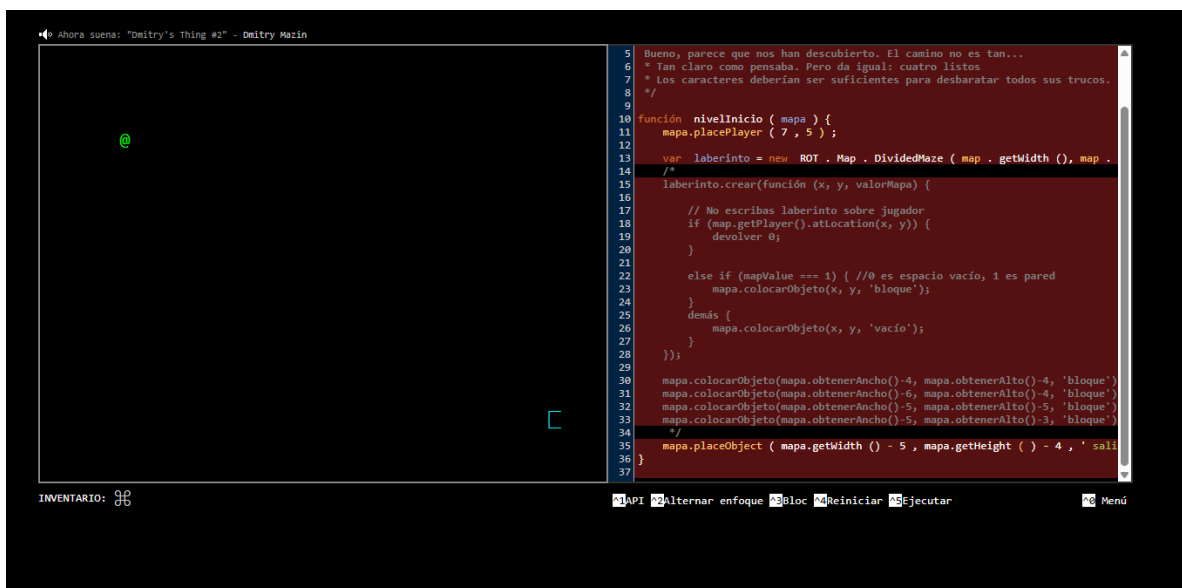 Ahora suena: "Dmitry's Thing #2" - Dmitry Mazin
@
5 Bueno, parece que nos han descubierto. El camino no es tan...
6 * Tan claro como pensaba. Pero da igual: cuatro listos
7 * Los caracteres deberían ser suficientes para desbaratar todos sus trucos.
8 */
9
10 función nivelInicio ( mapa ) {
11 mapa.placePlayer ( 7 , 5 ) ;
12
13 var laberinto = new ROT . Map . DividedMaze ( map . getWidth (), map .
14 /*
15 laberinto.crear(función (x, y, valorMapa) {
16
17 // No escribas laberinto sobre jugador
18 if (map.getPlayer().atLocation(x, y)) {
19 devolver 0;
20 }
21
22 else if (mapValue === 1) { //0 es espacio vacío, 1 es pared
23 mapa.colocarObjeto(x, y, 'bloque');
24 }
25 demás {
26 mapa.colocarObjeto(x, y, 'vacío');
27 }
28 });
29
30 mapa.colocarObjeto(mapa.obtenerAncho()-4, mapa.obtenerAlto()-4, 'bloque')
31 mapa.colocarObjeto(mapa.obtenerAncho()-6, mapa.obtenerAlto()-4, 'bloque')
32 mapa.colocarObjeto(mapa.obtenerAncho()-5, mapa.obtenerAlto()-5, 'bloque')
33 mapa.colocarObjeto(mapa.obtenerAncho()-5, mapa.obtenerAlto()-3, 'bloque')
34 */
35 mapa.placeObject ( mapa.getWidth () - 5 , mapa.getHeight ( ) - 4 , ' sali
36 }
37
INVENTARIO: ⌘
^1API ^2Alternar enfoque ^3Bloc ^4Reiniciar ^5Ejecutar ^0 Menú